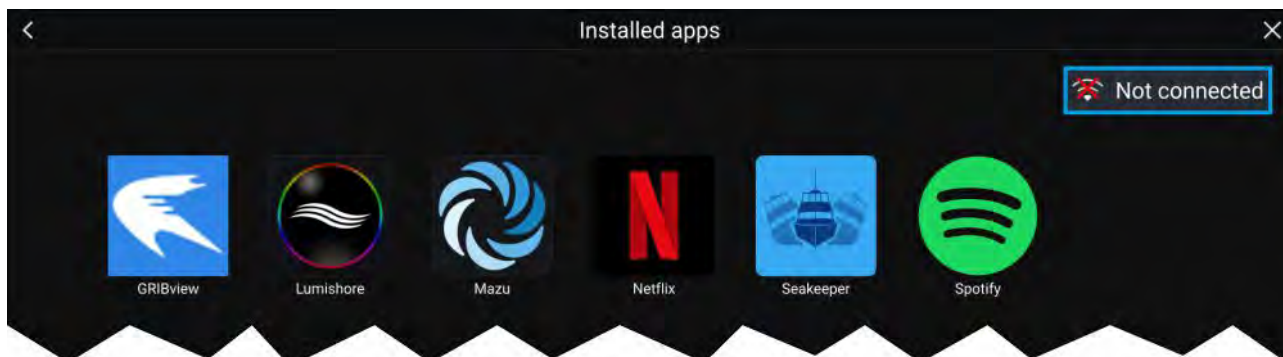 Installed apps
Not connected
N
GRIBview Lumishore Mazu Netflix Seakeeper Spotify